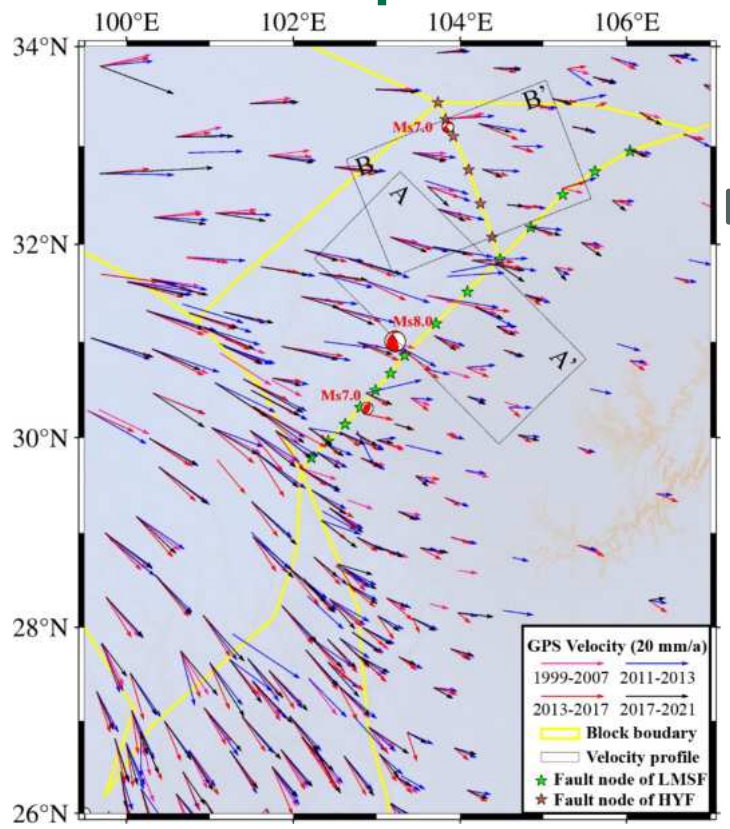 100°E 102°E 104°E 106°E
34°N
B'
Ms7.0
B
A
32°N
Ms8.0
A'
Ms7.0
30°N
28°N
GPS Velocity (20 mm/a)
1999-2007 2011-2013
2013-2017 2017-2021
Block boudary
Velocity profile
Fault node of LMSF
Fault node of HYF
26°N